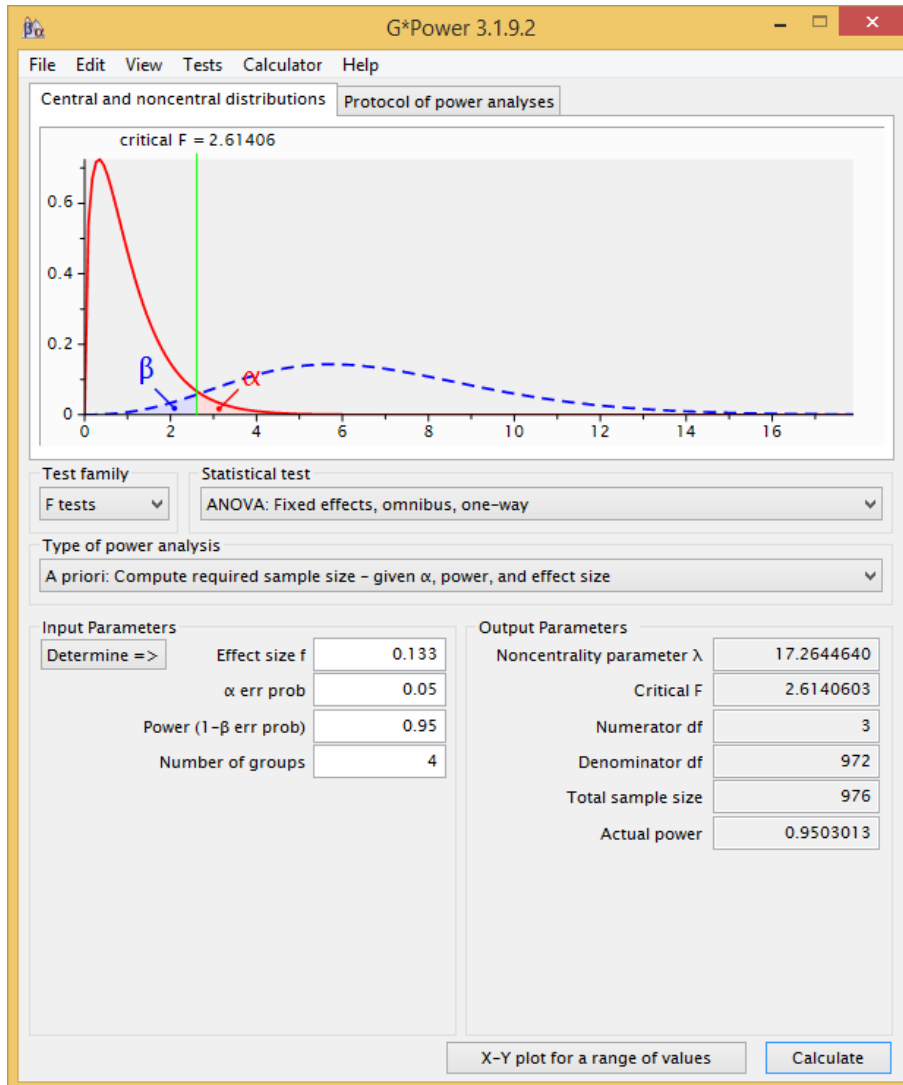 βα G*Power 3.1.9.2
File Edit View Tests Calculator Help
Central and noncentral distributions Protocol of power analyses
critical F = 2.61406
0.6
0.4
0.2
β α
0
0 2 4 6 8 10 12 14 16
Test family Statistical test
F tests ANOVA: Fixed effects, omnibus, one-way
Type of power analysis
A priori: Compute required sample size - given α, power, and effect size
Input Parameters Output Parameters
Determine => Effect size f 0.133 Noncentrality parameter λ 17.2644640
α err prob 0.05 Critical F 2.6140603
Power (1-β err prob) 0.95 Numerator df 3
Number of groups 4 Denominator df 972
Total sample size 976
Actual power 0.9503013
X-Y plot for a range of values Calculate